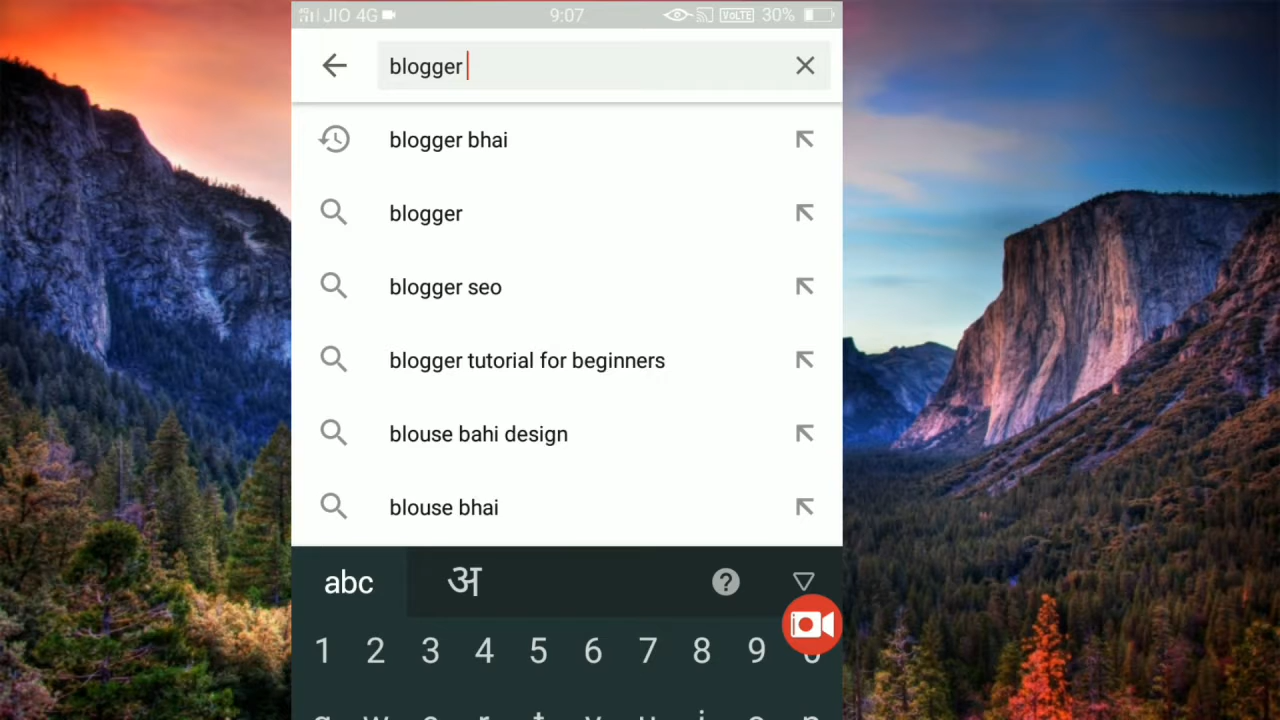 JIO 4G 9:07 VoLTE 30%
blogger
blogger bhai
blogger
blogger seo
blogger tutorial for beginners
blouse bahi design
blouse bhai
abc अ ?
1 2 3 4 5 6 7 8 9